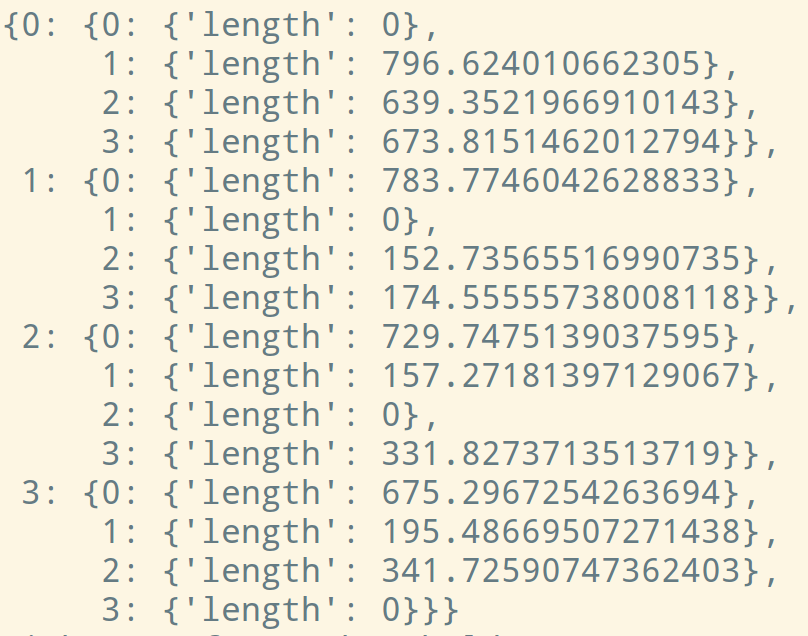 {0: {0: {'length': 0},
1: {'length': 796.624010662305},
2: {'length': 639.3521966910143},
3: {'length': 673.8151462012794}},
1: {0: {'length': 783.7746042628833},
1: {'length': 0},
2: {'length': 152.73565516990735},
3: {'length': 174.55555738008118}},
2: {0: {'length': 729.7475139037595},
1: {'length': 157.27181397129067},
2: {'length': 0},
3: {'length': 331.8273713513719}},
3: {0: {'length': 675.2967254263694},
1: {'length': 195.48669507271438},
2: {'length': 341.72590747362403},
3: {'length': 0}}}